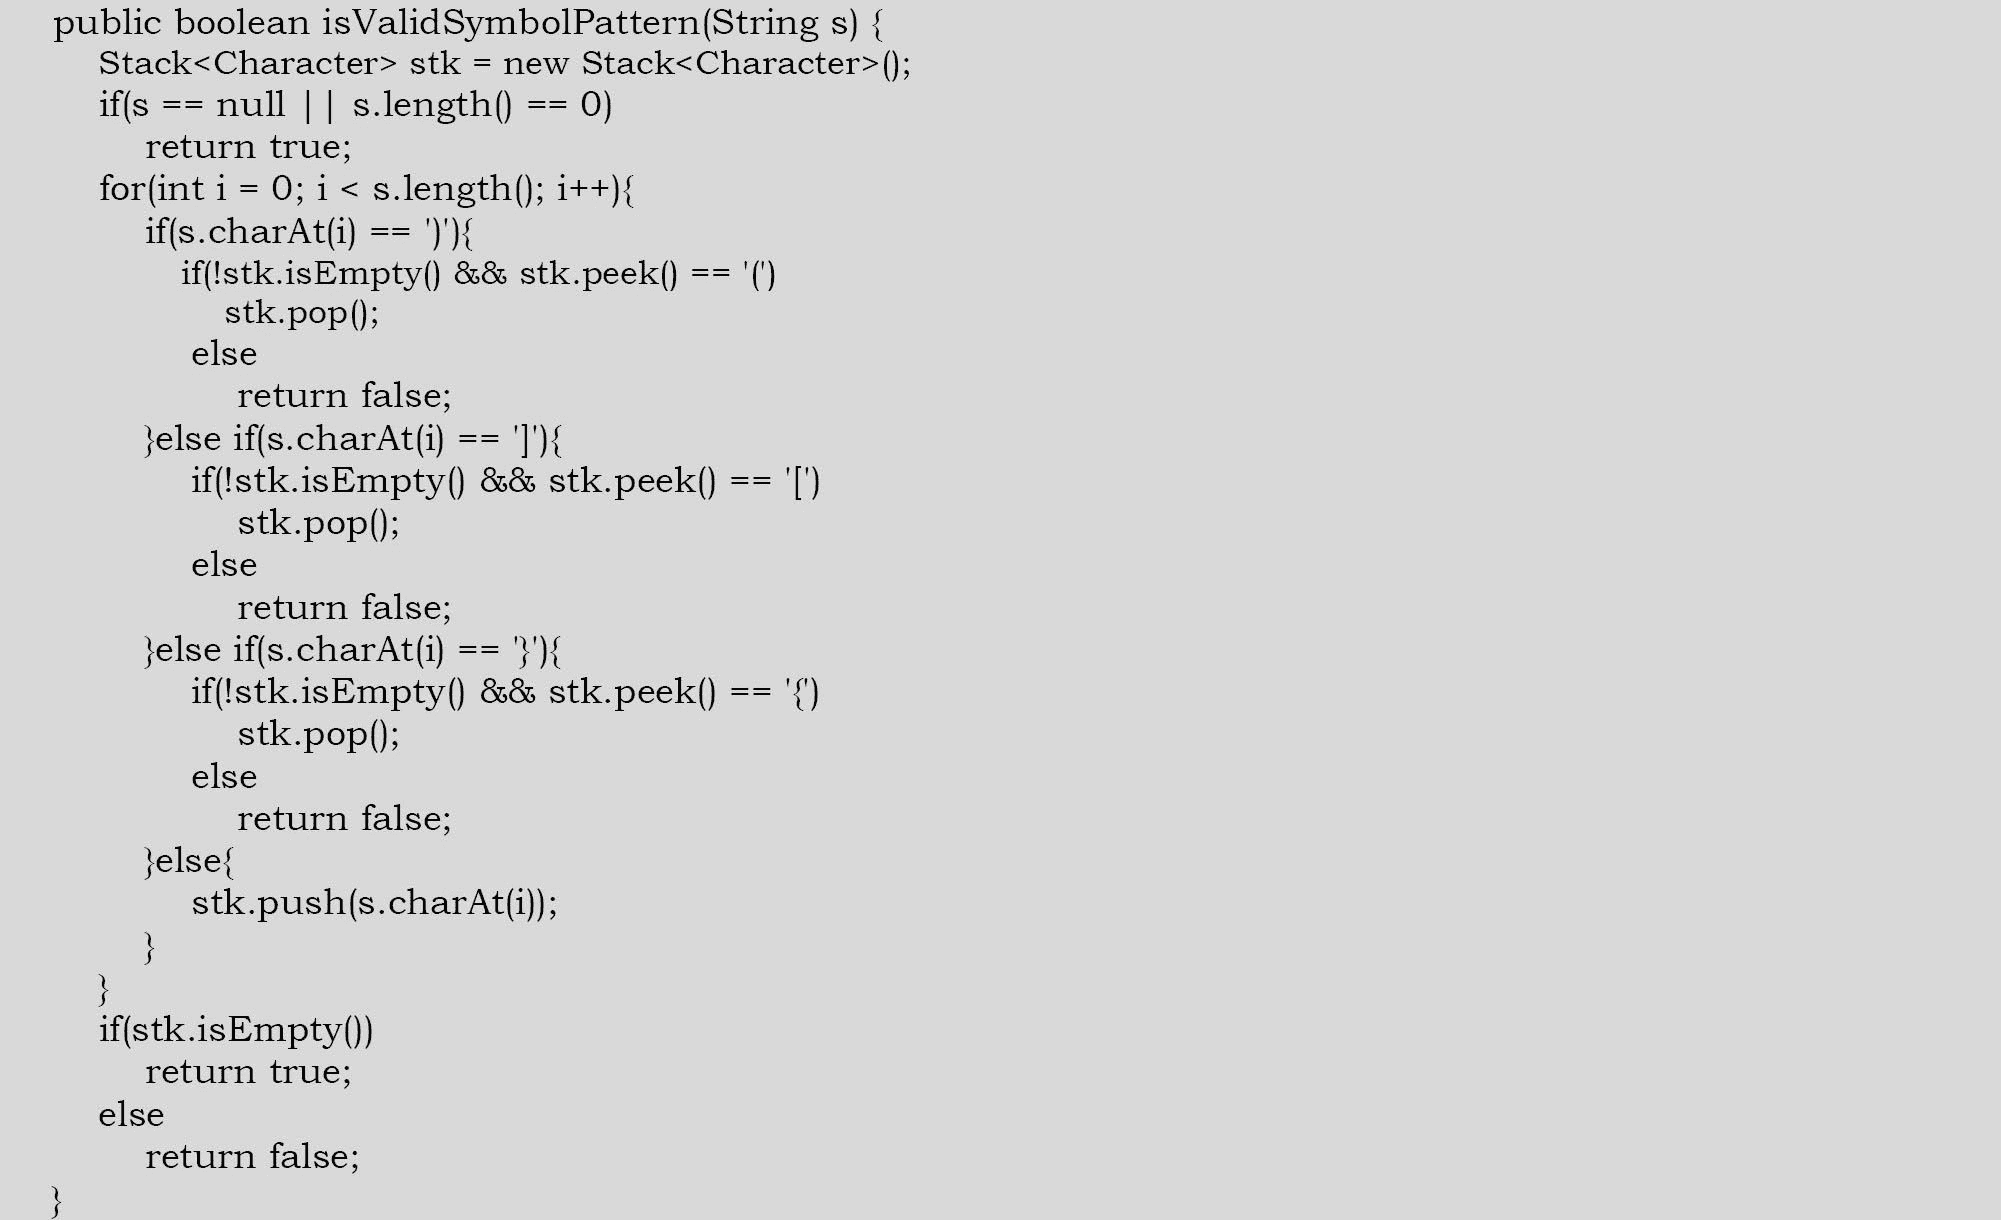 public boolean isValidSymbolPattern(String s) {
Stack<Character> stk = new Stack<Character>();
if(s == null || s.length() == 0)
return true;
for(int i = 0; i < s.length(); i++){
if(s.charAt(i) == ')'){
if(!stk.isEmpty() && stk.peek() == '(')
stk.pop();
else
return false;
}else if(s.charAt(i) == ']'){
if(!stk.isEmpty() && stk.peek() == '[')
stk.pop();
else
return false;
}else if(s.charAt(i) == '}'){
if(!stk.isEmpty() && stk.peek() == '{')
stk.pop();
else
return false;
}else{
stk.push(s.charAt(i));
}
}
if(stk.isEmpty())
return true;
else
return false;
}